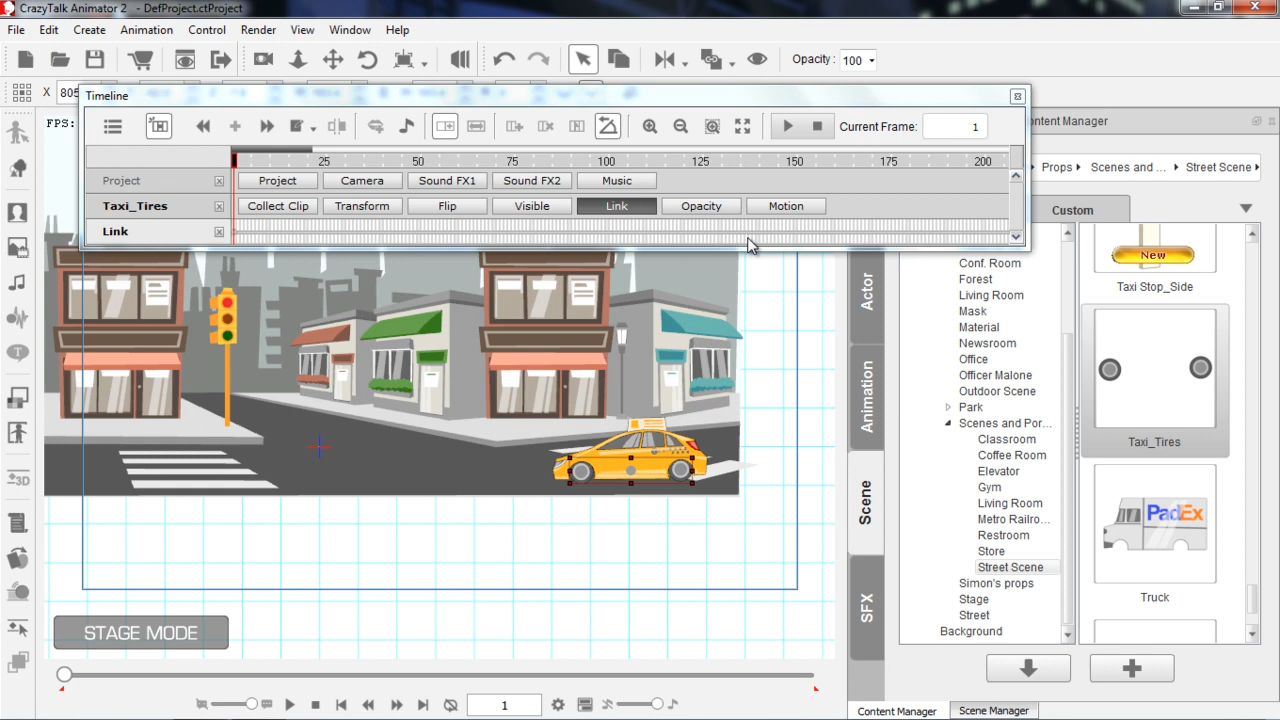 CrazyTalk Animator 2 - DefProject.ctProject
File Edit Create Animation Control Render View Window Help
Opacity : 100
X 805
Timeline
FPS:
Current Frame: 1
ontent Manager
25 50 75 100 125 150 175 200
Props Scenes and ... Street Scene
Project Project Camera Sound FX1 Sound FX2 Music
Taxi_Tires Collect Clip Transform Flip Visible Link Opacity Motion
Custom
Link
New
Conf. Room
Forest
Living Room
Mask
Material
Newsroom
Office
Officer Malone
Outdoor Scene
Park
Scenes and Por...
Classroom
Coffee Room
Elevator
Gym
Living Room
Metro Railro...
Restroom
Store
Street Scene
Simon's props
Stage
Street
Background
Taxi Stop_Side
Taxi_Tires
PadEx
Truck
Actor
Animation
Scene
SFX
3D
STAGE MODE
1
Content Manager Scene Manager